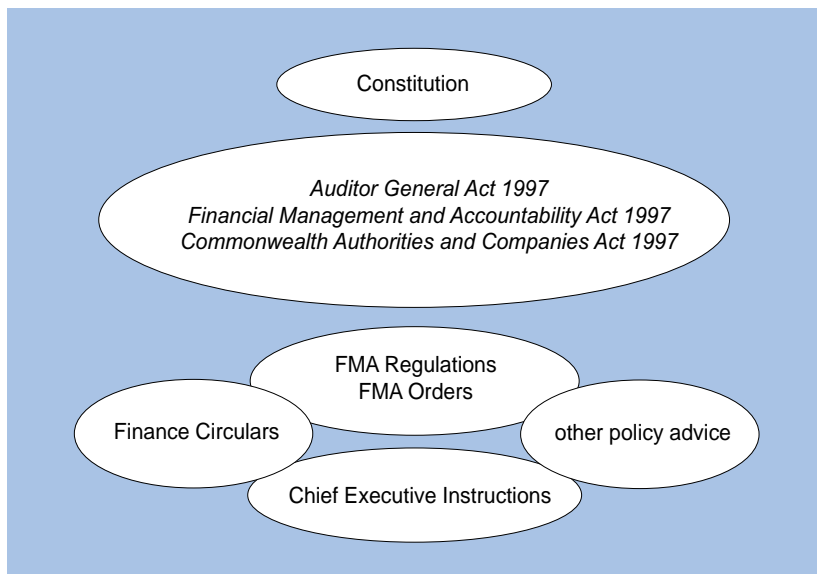 Constitution
Auditor General Act 1997
Financial Management and Accountability Act 1997
Commonwealth Authorities and Companies Act 1997
FMA Regulations
FMA Orders
Finance Circulars
other policy advice
Chief Executive Instructions